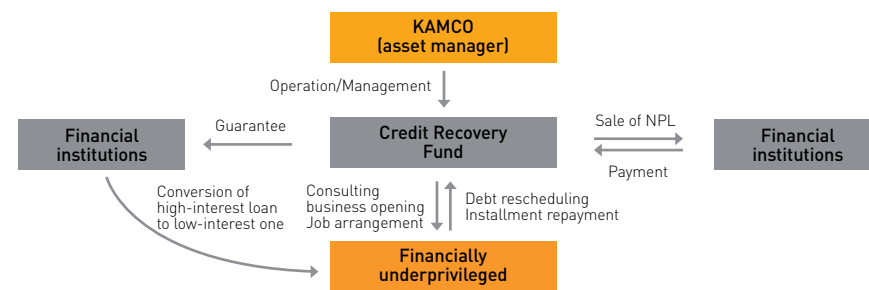 KAMCO
(asset manager)
Operation/Management
Financial
institutions
Guarantee
Credit Recovery
Fund
Sale of NPL
Payment
Financial
institutions
Conversion of
high-interest loan
to low-interest one
Consulting
business opening
Job arrangement
Debt rescheduling
Installment repayment
Financially
underprivileged